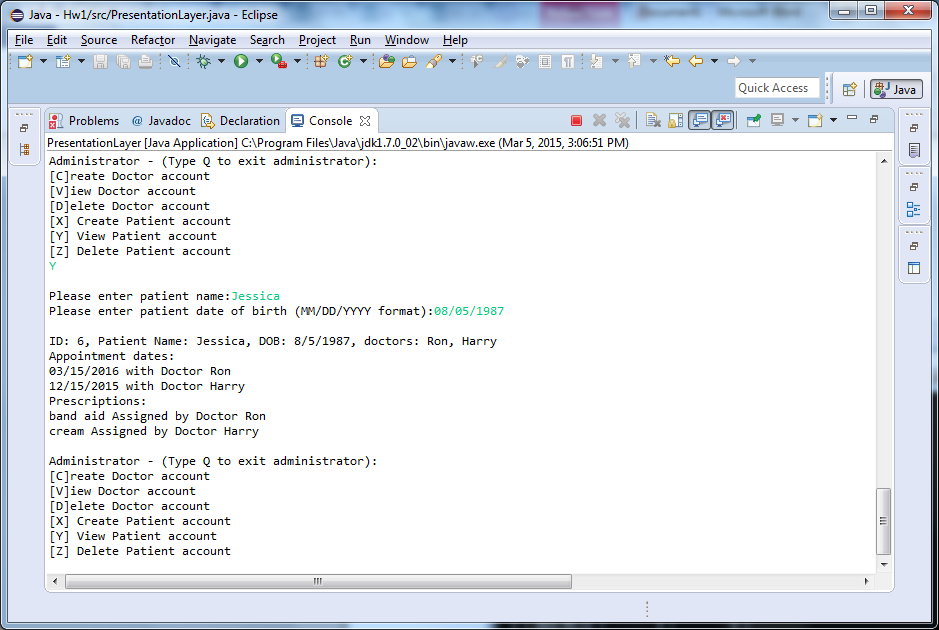 Java - Hw1/src/PresentationLayer.java - Eclipse
File Edit Source Refactor Navigate Search Project Run Window Help
Quick Access
Java
Problems @ Javadoc Declaration Console
PresentationLayer [Java Application] C:\Program Files\Java\jdk1.7.0_02\bin\javaw.exe (Mar 5, 2015, 3:06:51 PM)
Administrator - (Type Q to exit administrator):
[C]reate Doctor account
[V]iew Doctor account
[D]elete Doctor account
[X] Create Patient account
[Y] View Patient account
[Z] Delete Patient account
Y
Please enter patient name:Jessica
Please enter patient date of birth (MM/DD/YYYY format):08/05/1987
ID: 6, Patient Name: Jessica, DOB: 8/5/1987, doctors: Ron, Harry
Appointment dates:
03/15/2016 with Doctor Ron
12/15/2015 with Doctor Harry
Prescriptions:
band aid Assigned by Doctor Ron
cream Assigned by Doctor Harry
Administrator - (Type Q to exit administrator):
[C]reate Doctor account
[V]iew Doctor account
[D]elete Doctor account
[X] Create Patient account
[Y] View Patient account
[Z] Delete Patient account